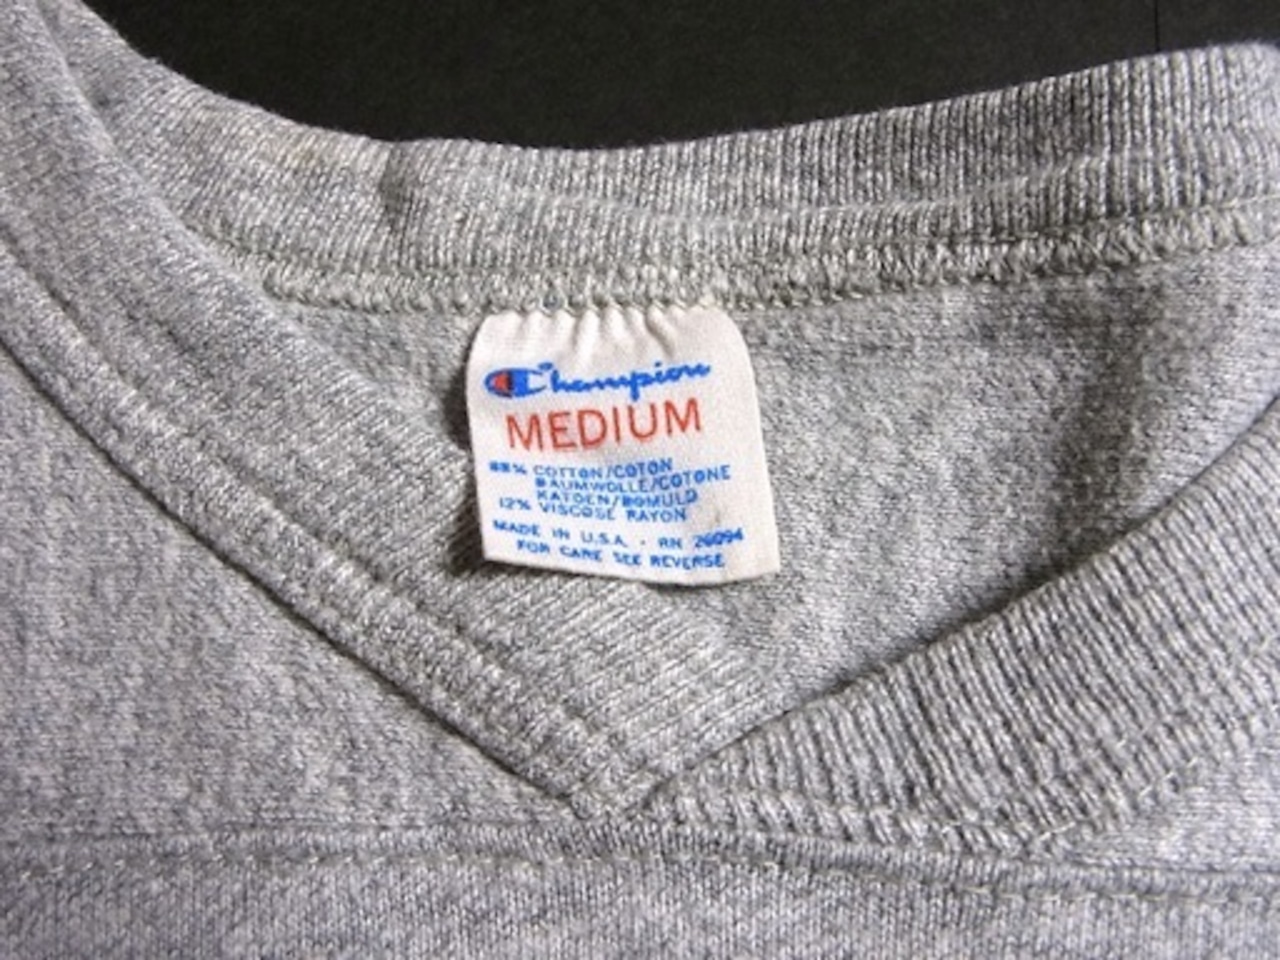 Champion
MEDIUM
88% COTTON/COTON
BAUMWOLLE/COTONE
KATOEN/BOMULD
12% VISCOSE RAYON
MADE IN U.S.A. - RN 26094
FOR CARE SEE REVERSE